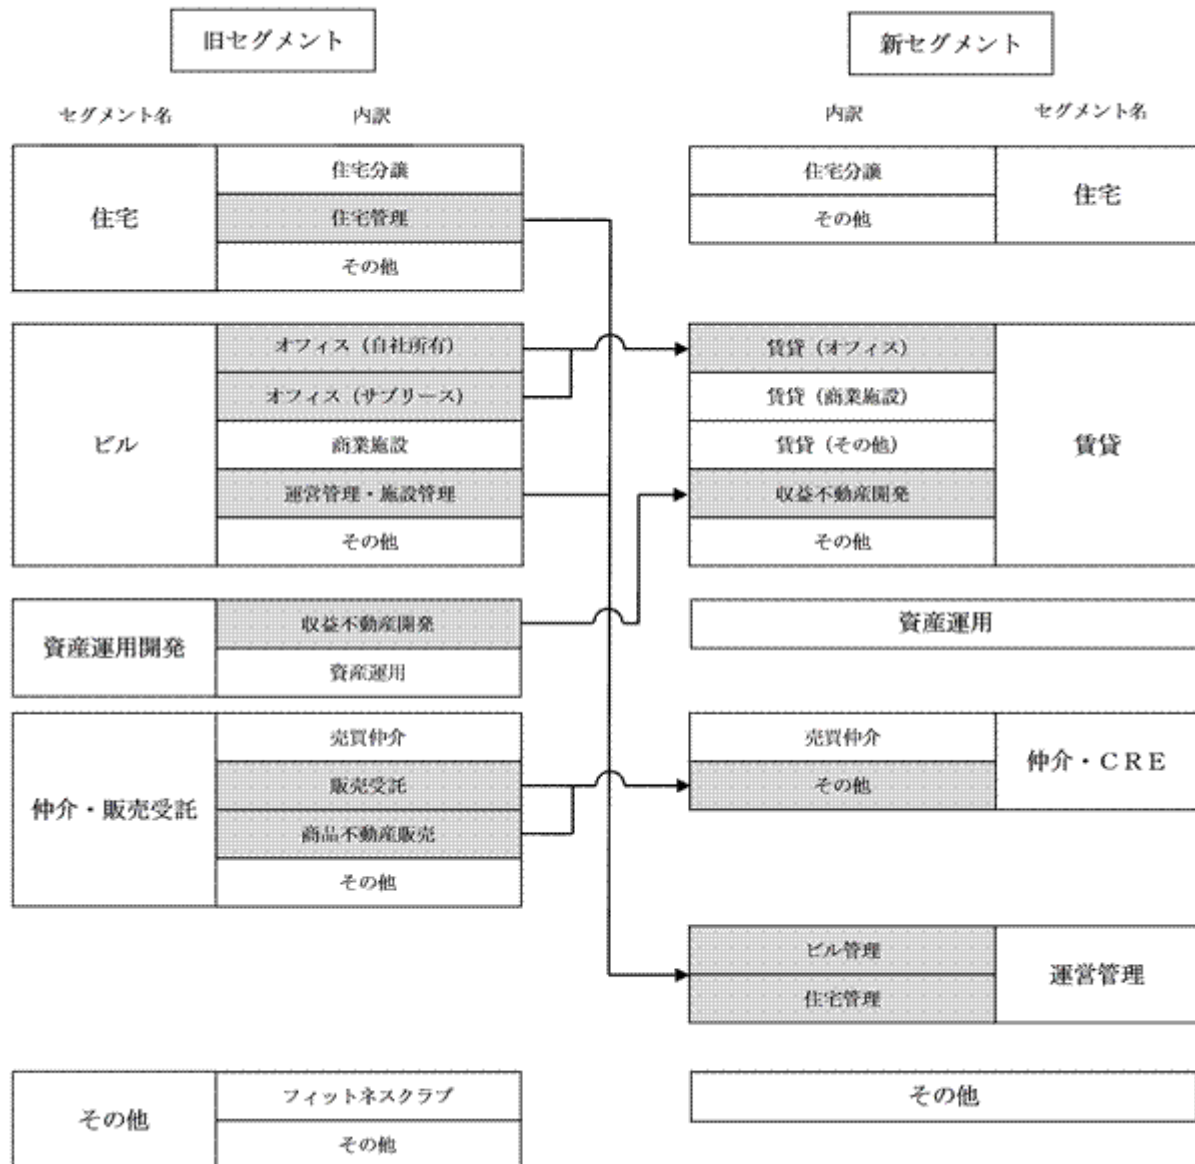 旧セグメント
新セグメント
セグメント名
内訳
内訳
セグメント名
住宅
住宅分譲
住宅管理
その他
住宅分譲
その他
住宅
ビル
オフィス（自社所有）
オフィス（サブリース）
商業施設
運営管理・施設管理
その他
賃貸（オフィス）
賃貸（商業施設）
賃貸（その他）
収益不動産開発
その他
賃貸
資産運用開発
収益不動産開発
資産運用
資産運用
仲介・販売受託
売買仲介
販売受託
商品不動産販売
その他
売買仲介
その他
仲介・ＣＲＥ
ビル管理
住宅管理
運営管理
その他
フィットネスクラブ
その他
その他